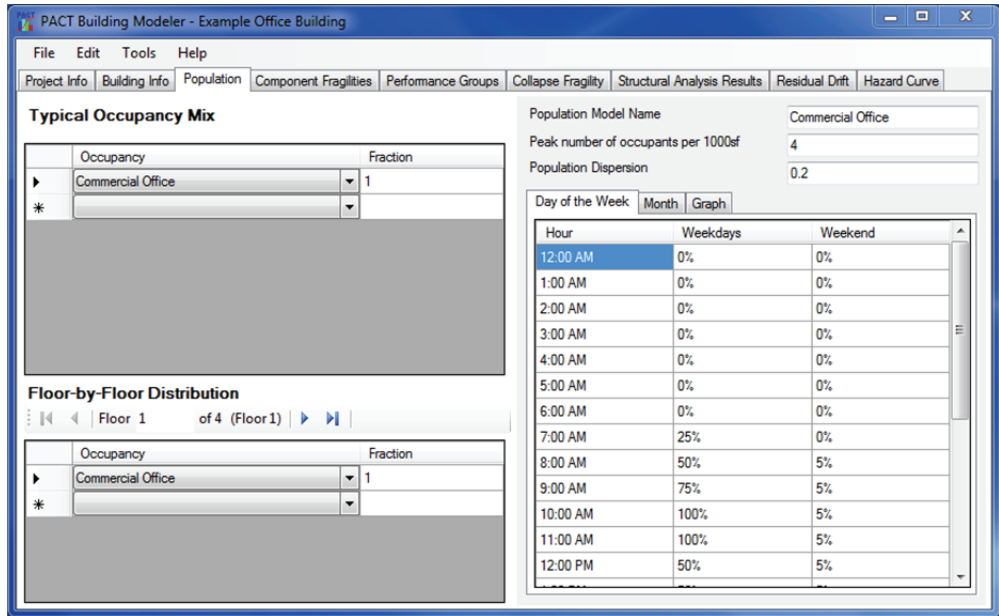 PACT Building Modeler - Example Office Building
File Edit Tools Help
Project Info Building Info Population Component Fragilities Performance Groups Collapse Fragility Structural Analysis Results Residual Drift Hazard Curve
Typical Occupancy Mix
Occupancy Fraction
Commercial Office 1
Floor-by-Floor Distribution
Floor 1 of 4 (Floor 1)
Occupancy Fraction
Commercial Office 1
Population Model Name Commercial Office
Peak number of occupants per 1000sf 4
Population Dispersion 0.2
Day of the Week Month Graph
Hour Weekdays Weekend
12:00 AM 0% 0%
1:00 AM 0% 0%
2:00 AM 0% 0%
3:00 AM 0% 0%
4:00 AM 0% 0%
5:00 AM 0% 0%
6:00 AM 0% 0%
7:00 AM 25% 0%
8:00 AM 50% 5%
9:00 AM 75% 5%
10:00 AM 100% 5%
11:00 AM 100% 5%
12:00 PM 50% 5%